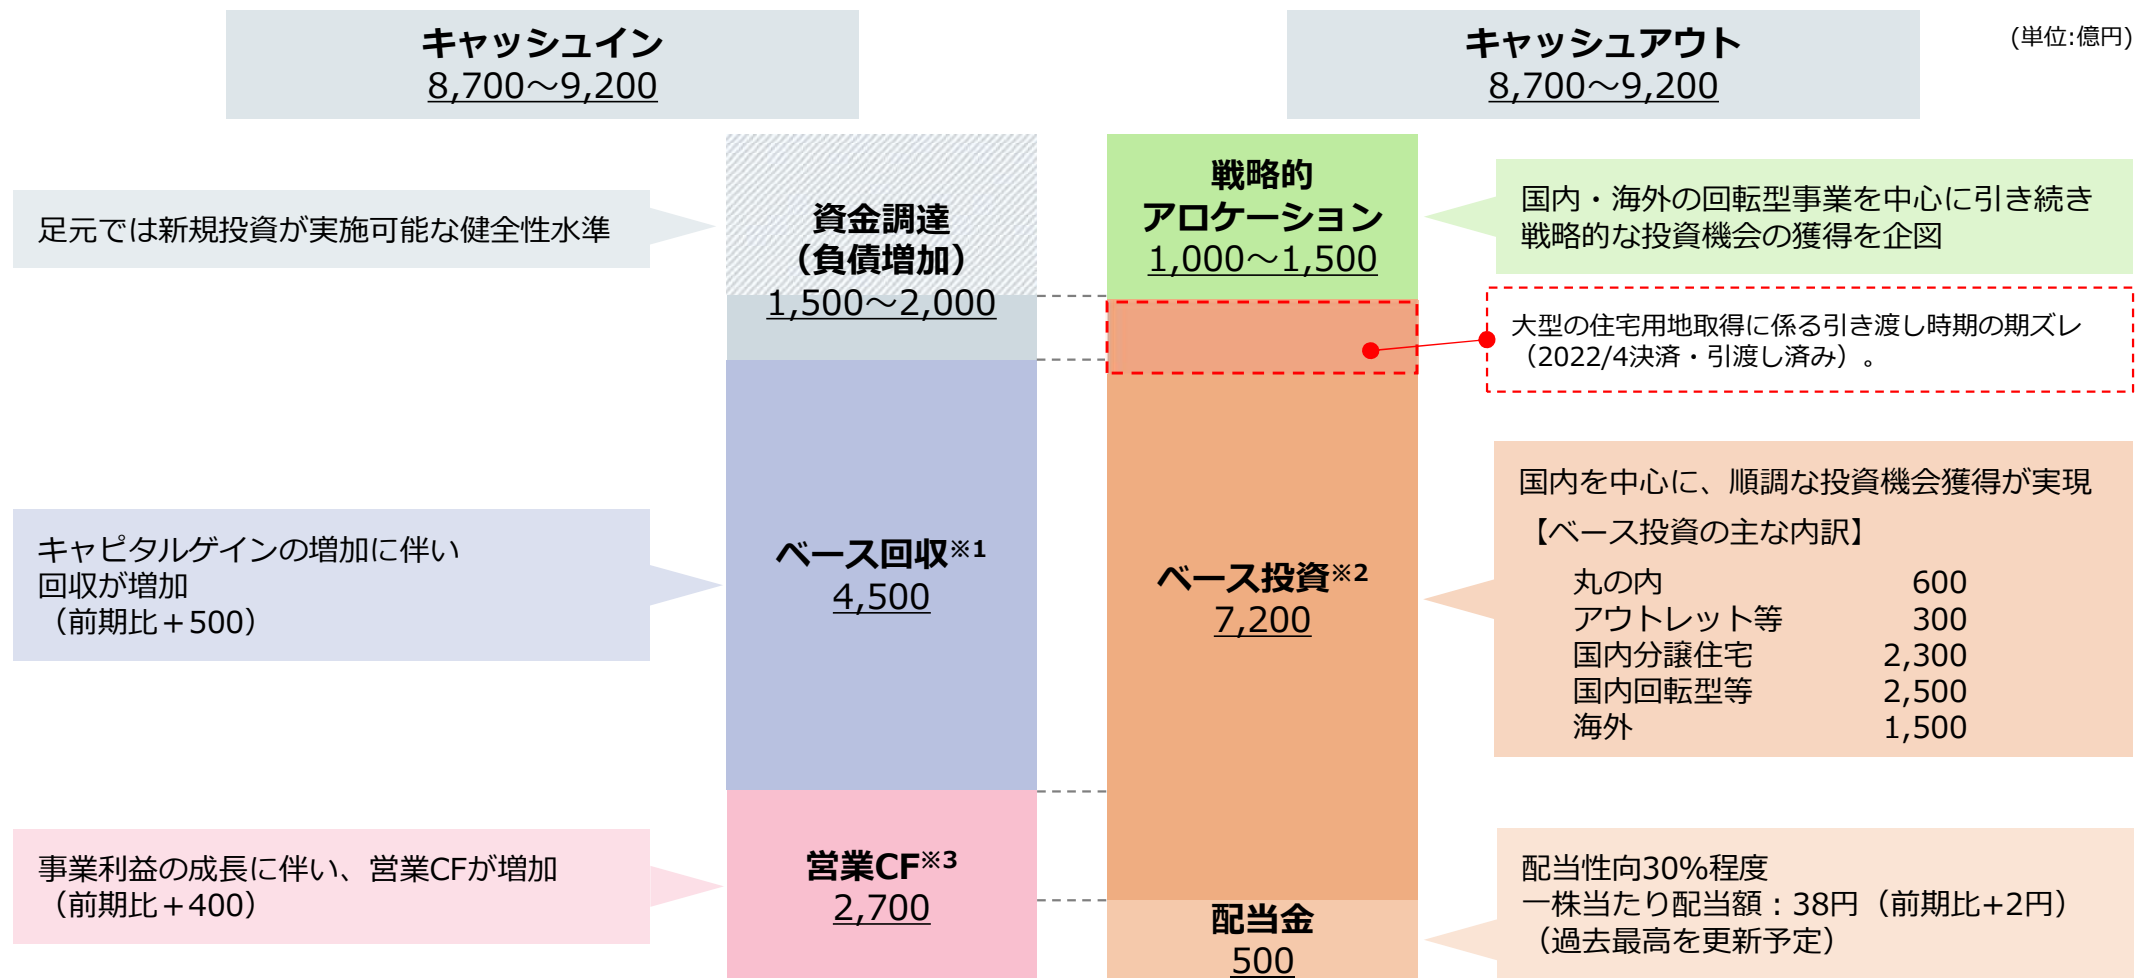 キャッシュイン
8,700～9,200
キャッシュアウト
8,700～9,200
(単位:億円)
足元では新規投資が実施可能な健全性水準
資金調達
（負債増加）
1,500～2,000
戦略的
アロケーション
1,000～1,500
国内・海外の回転型事業を中心に引き続き
戦略的な投資機会の獲得を企図
大型の住宅用地取得に係る引き渡し時期の期ズレ
（2022/4決済・引渡し済み）。
キャピタルゲインの増加に伴い
回収が増加
（前期比＋500）
ベース回収※1
4,500
ベース投資※2
7,200
国内を中心に、順調な投資機会獲得が実現
【ベース投資の主な内訳】
丸の内 600
アウトレット等 300
国内分譲住宅 2,300
国内回転型等 2,500
海外 1,500
事業利益の成長に伴い、営業CFが増加
（前期比＋400）
営業CF※3
2,700
配当金
500
配当性向30%程度
一株当たり配当額：38円（前期比+2円）
（過去最高を更新予定）